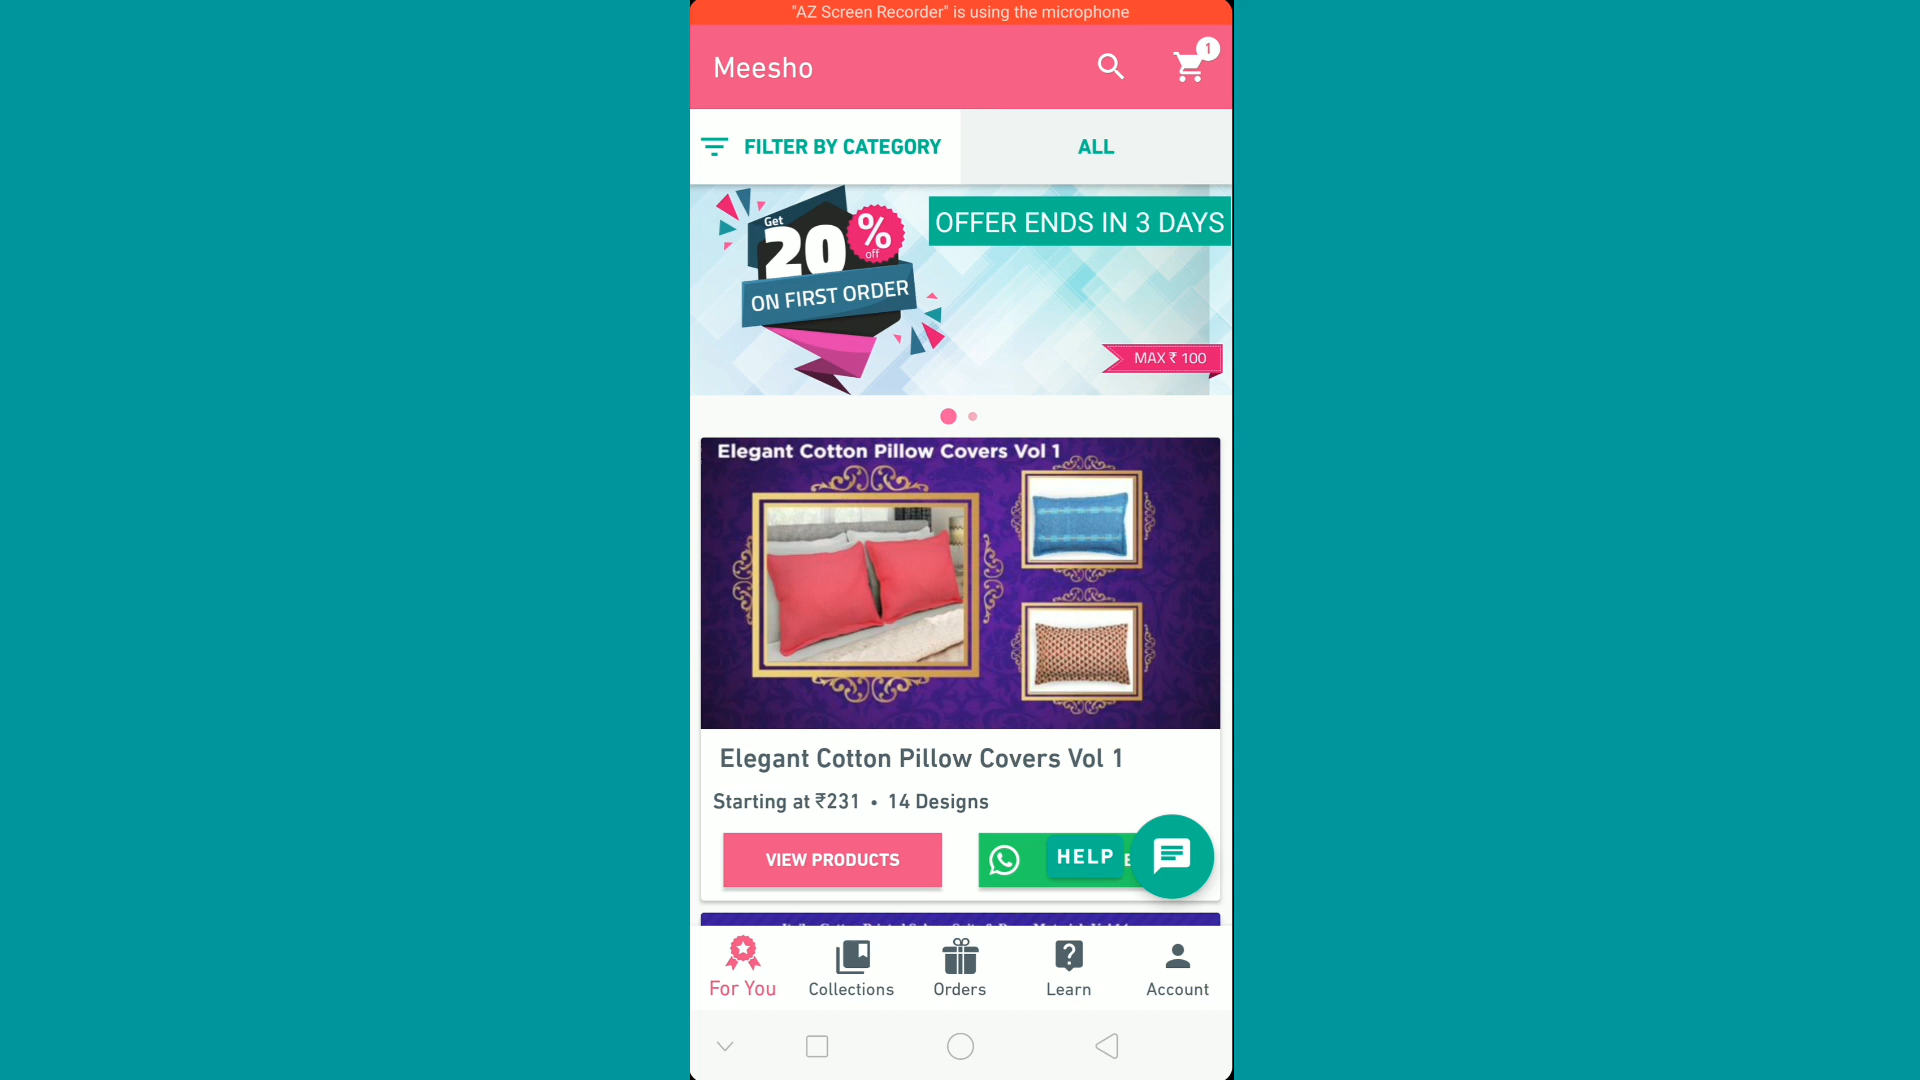 "AZ Screen Recorder" is using the microphone
Meesho
1
FILTER BY CATEGORY
ALL
Get
20 %
off
ON FIRST ORDER
OFFER ENDS IN 3 DAYS
MAX ₹ 100
Elegant Cotton Pillow Covers Vol 1
Elegant Cotton Pillow Covers Vol 1
Starting at ₹231 • 14 Designs
VIEW PRODUCTS
HELP
For You
Collections
Orders
Learn
Account